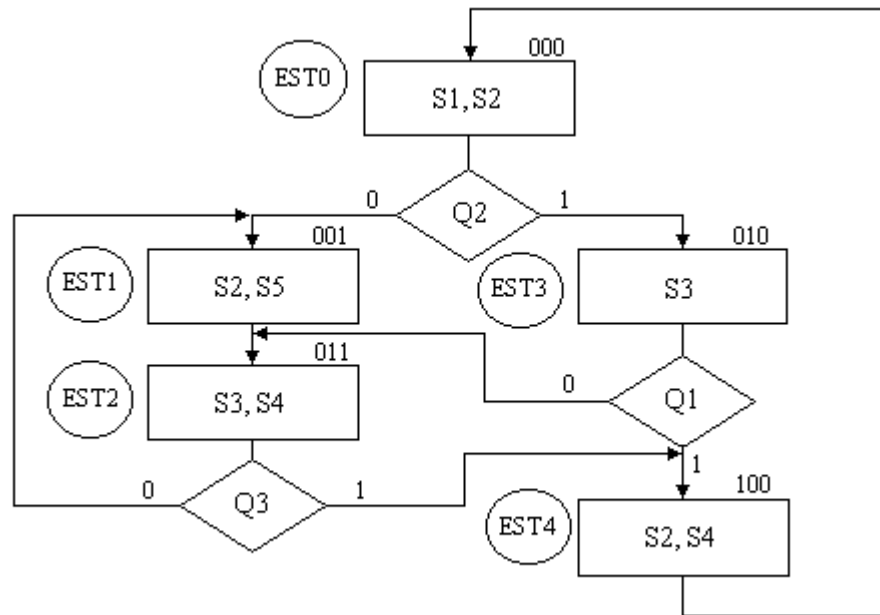 000
EST0
S1, S2
0
Q2
1
001
EST1
S2, S5
010
EST3
S3
011
EST2
S3, S4
0
Q1
1
0
Q3
1
100
EST4
S2, S4